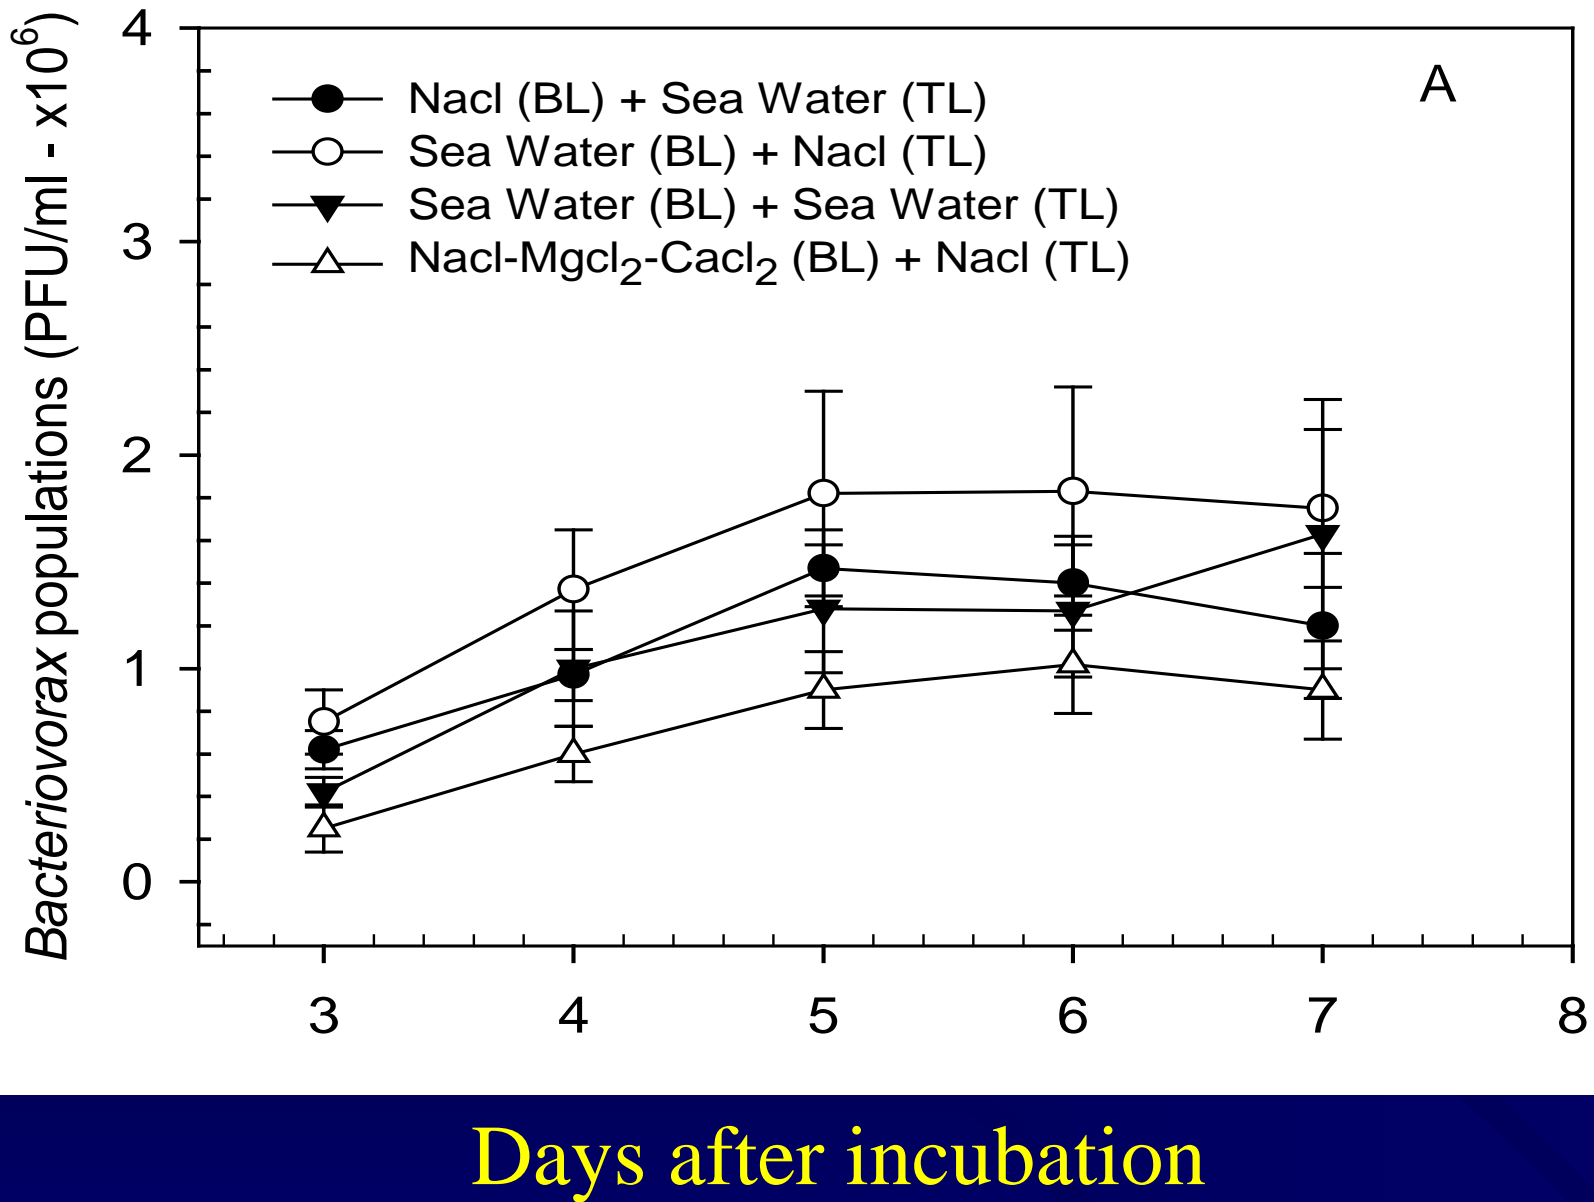 Bacteriovorax populations (PFU/ml - x10⁶)
4
3
2
1
0
A
Nacl (BL) + Sea Water (TL)
Sea Water (BL) + Nacl (TL)
Sea Water (BL) + Sea Water (TL)
Nacl-Mgcl₂-Cacl₂ (BL) + Nacl (TL)
3 4 5 6 7 8
Days after incubation